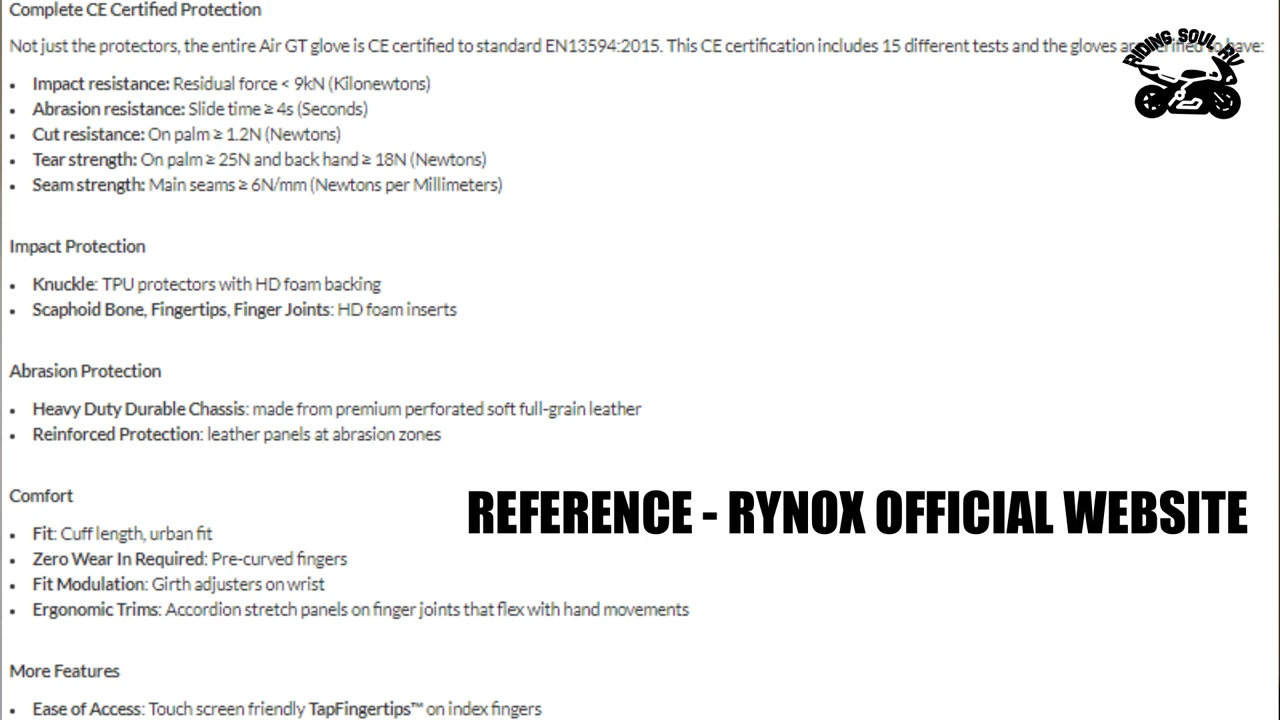 Complete CE Certified Protection
Not just the protectors, the entire Air GT glove is CE certified to standard EN13594:2015. This CE certification includes 15 different tests and the gloves are verified to have:
RIDING SOUL RV
Impact resistance: Residual force < 9kN (Kilonewtons)
Abrasion resistance: Slide time ≥ 4s (Seconds)
Cut resistance: On palm ≥ 1.2N (Newtons)
Tear strength: On palm ≥ 25N and back hand ≥ 18N (Newtons)
Seam strength: Main seams ≥ 6N/mm (Newtons per Millimeters)
Impact Protection
Knuckle: TPU protectors with HD foam backing
Scaphoid Bone, Fingertips, Finger Joints: HD foam inserts
Abrasion Protection
Heavy Duty Durable Chassis: made from premium perforated soft full-grain leather
Reinforced Protection: leather panels at abrasion zones
Comfort
REFERENCE - RYNOX OFFICIAL WEBSITE
Fit: Cuff length, urban fit
Zero Wear In Required: Pre-curved fingers
Fit Modulation: Girth adjusters on wrist
Ergonomic Trims: Accordion stretch panels on finger joints that flex with hand movements
More Features
Ease of Access: Touch screen friendly TapFingertips™ on index fingers